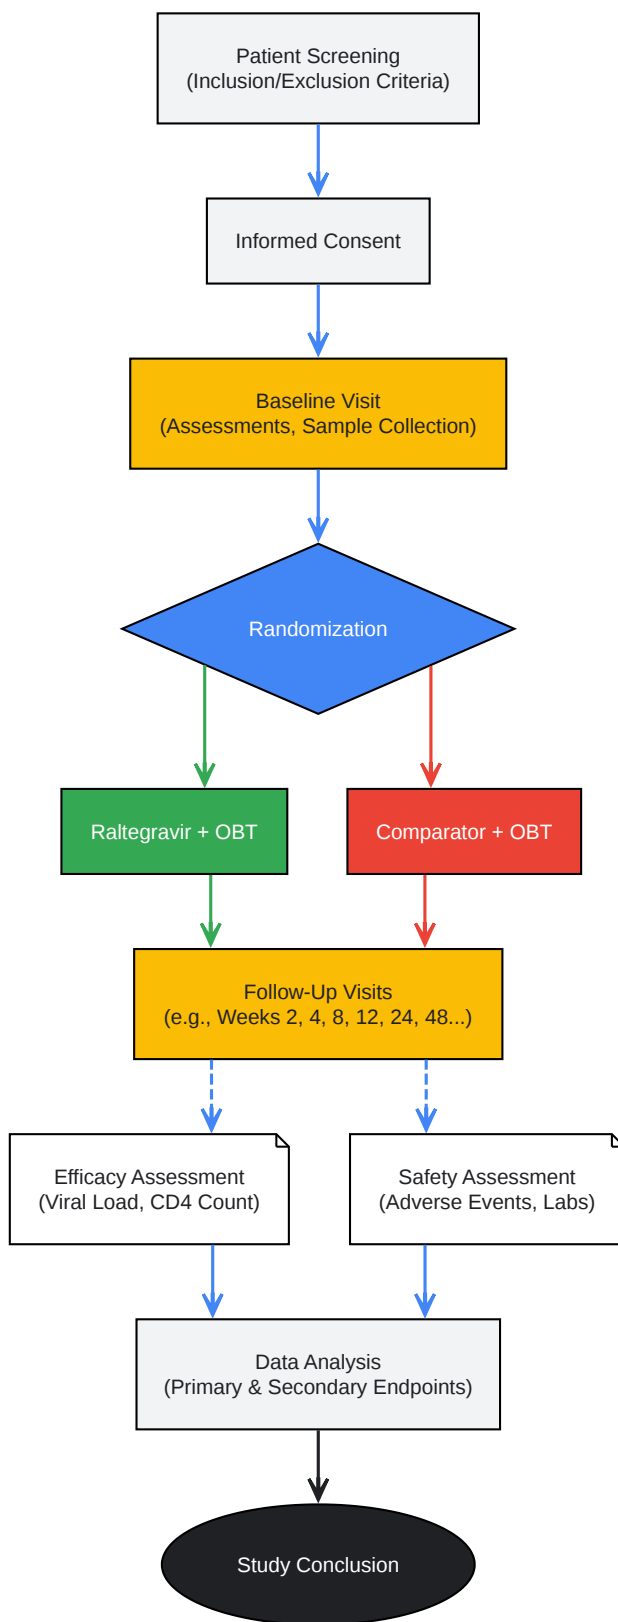 Patient Screening
(Inclusion/Exclusion Criteria)
Informed Consent
Baseline Visit
(Assessments, Sample Collection)
Randomization
Raltegravir + OBT
Comparator + OBT
Follow-Up Visits
(e.g., Weeks 2, 4, 8, 12, 24, 48...)
Efficacy Assessment
(Viral Load, CD4 Count)
Safety Assessment
(Adverse Events, Labs)
Data Analysis
(Primary & Secondary Endpoints)
Study Conclusion